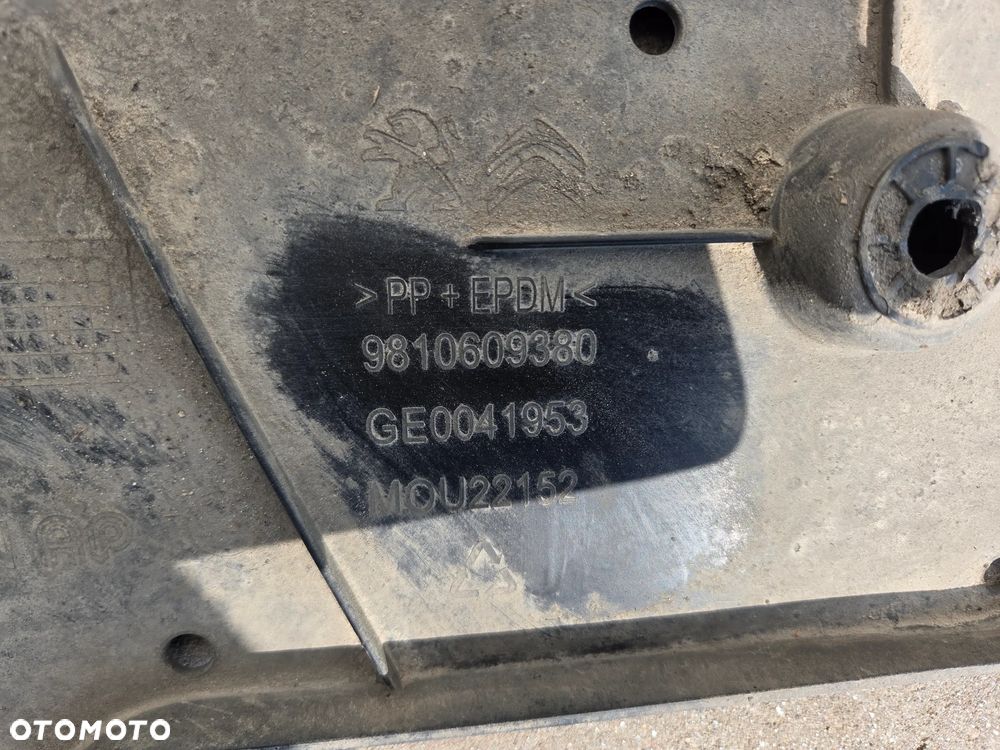 >PP + EPDM<
9810609380
GE0041953
MOU22152
OTOMOTO